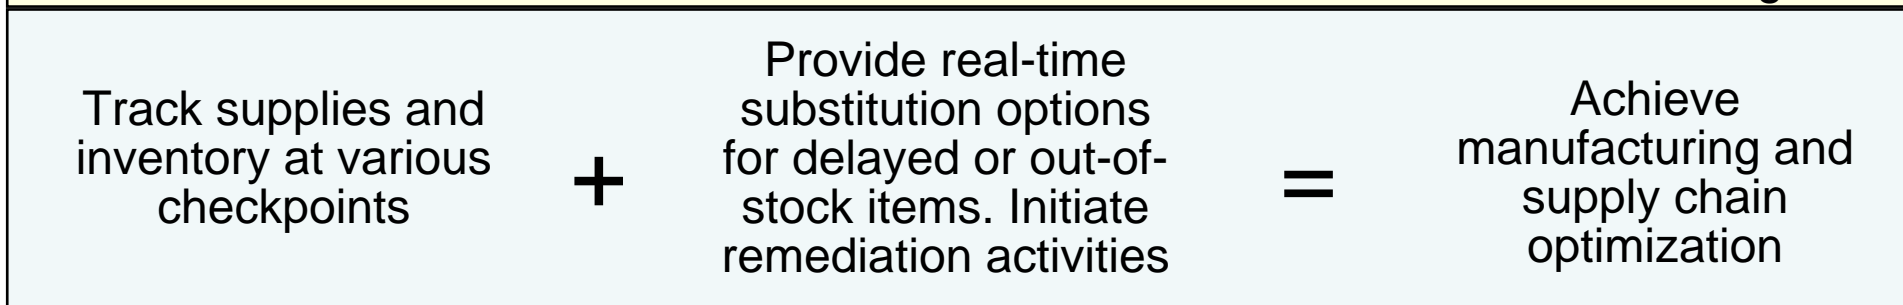 Track supplies and
inventory at various
checkpoints
+
Provide real-time
substitution options
for delayed or out-of-
stock items. Initiate
remediation activities
=
Achieve
manufacturing and
supply chain
optimization